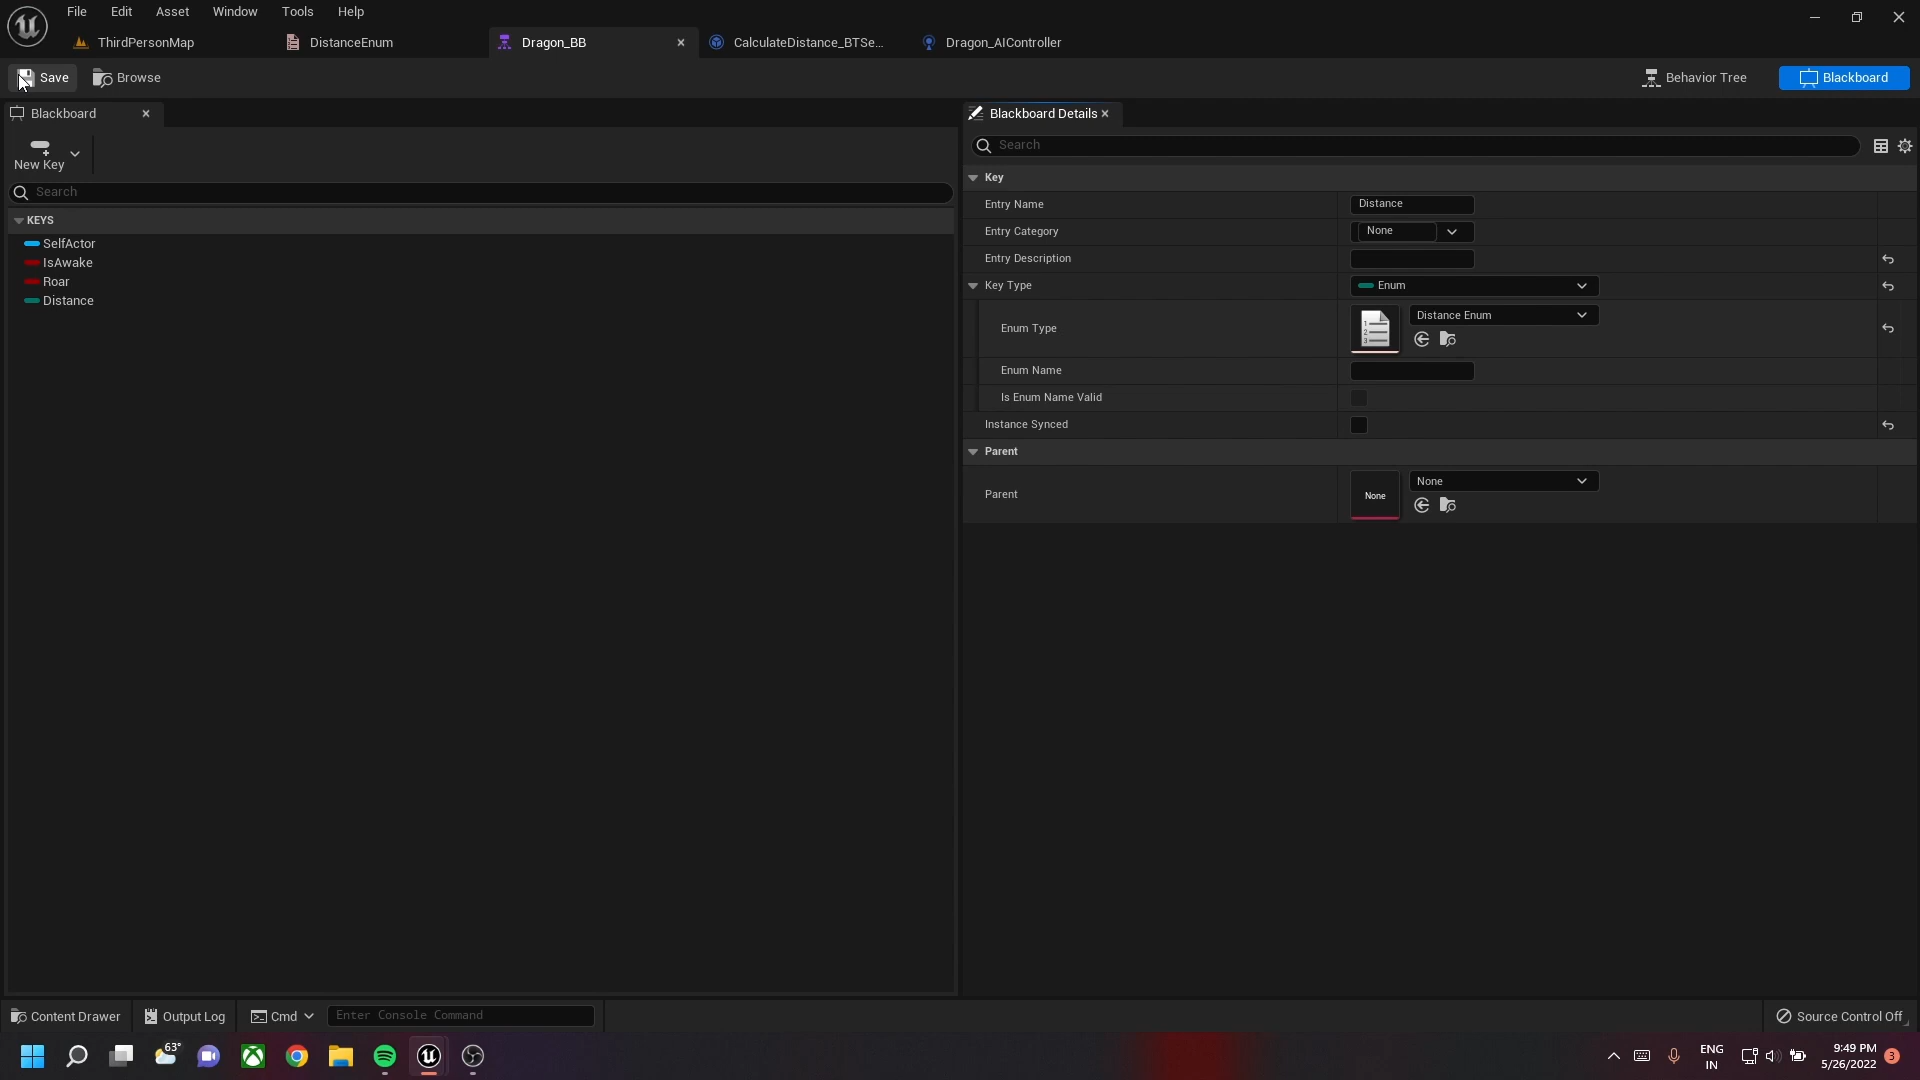 File Edit Asset Window Tools Help
ThirdPersonMap DistanceEnum Dragon_BB CalculateDistance_BTSe... Dragon_AIController
Save Browse Behavior Tree Blackboard
Blackboard Blackboard Details
New Key
Search
Search
KEYS
SelfActor
IsAwake
Roar
Distance
Key
Entry Name Distance
Entry Category None
Entry Description
Key Type Enum
Enum Type Distance Enum
Enum Name
Is Enum Name Valid
Instance Synced
Parent
Parent None None
Content Drawer Output Log Cmd Enter Console Command Source Control Off
63° ENG IN 9:49 PM 5/26/2022 3